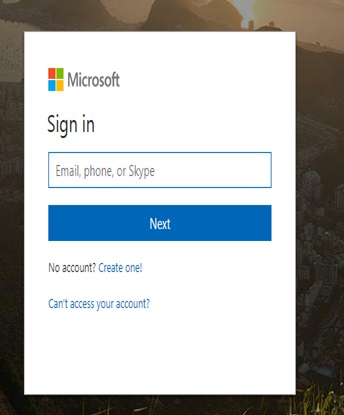 Microsoft
Sign in
Email, phone, or Skype
Next
No account? Create one!
Can't access your account?